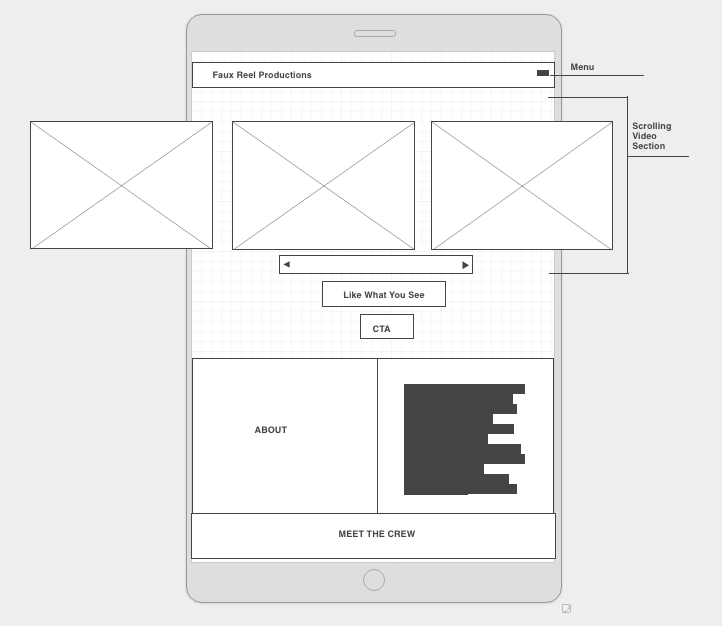 Faux Reel Productions
Menu
Scrolling
Video
Section
Like What You See
CTA
ABOUT
MEET THE CREW